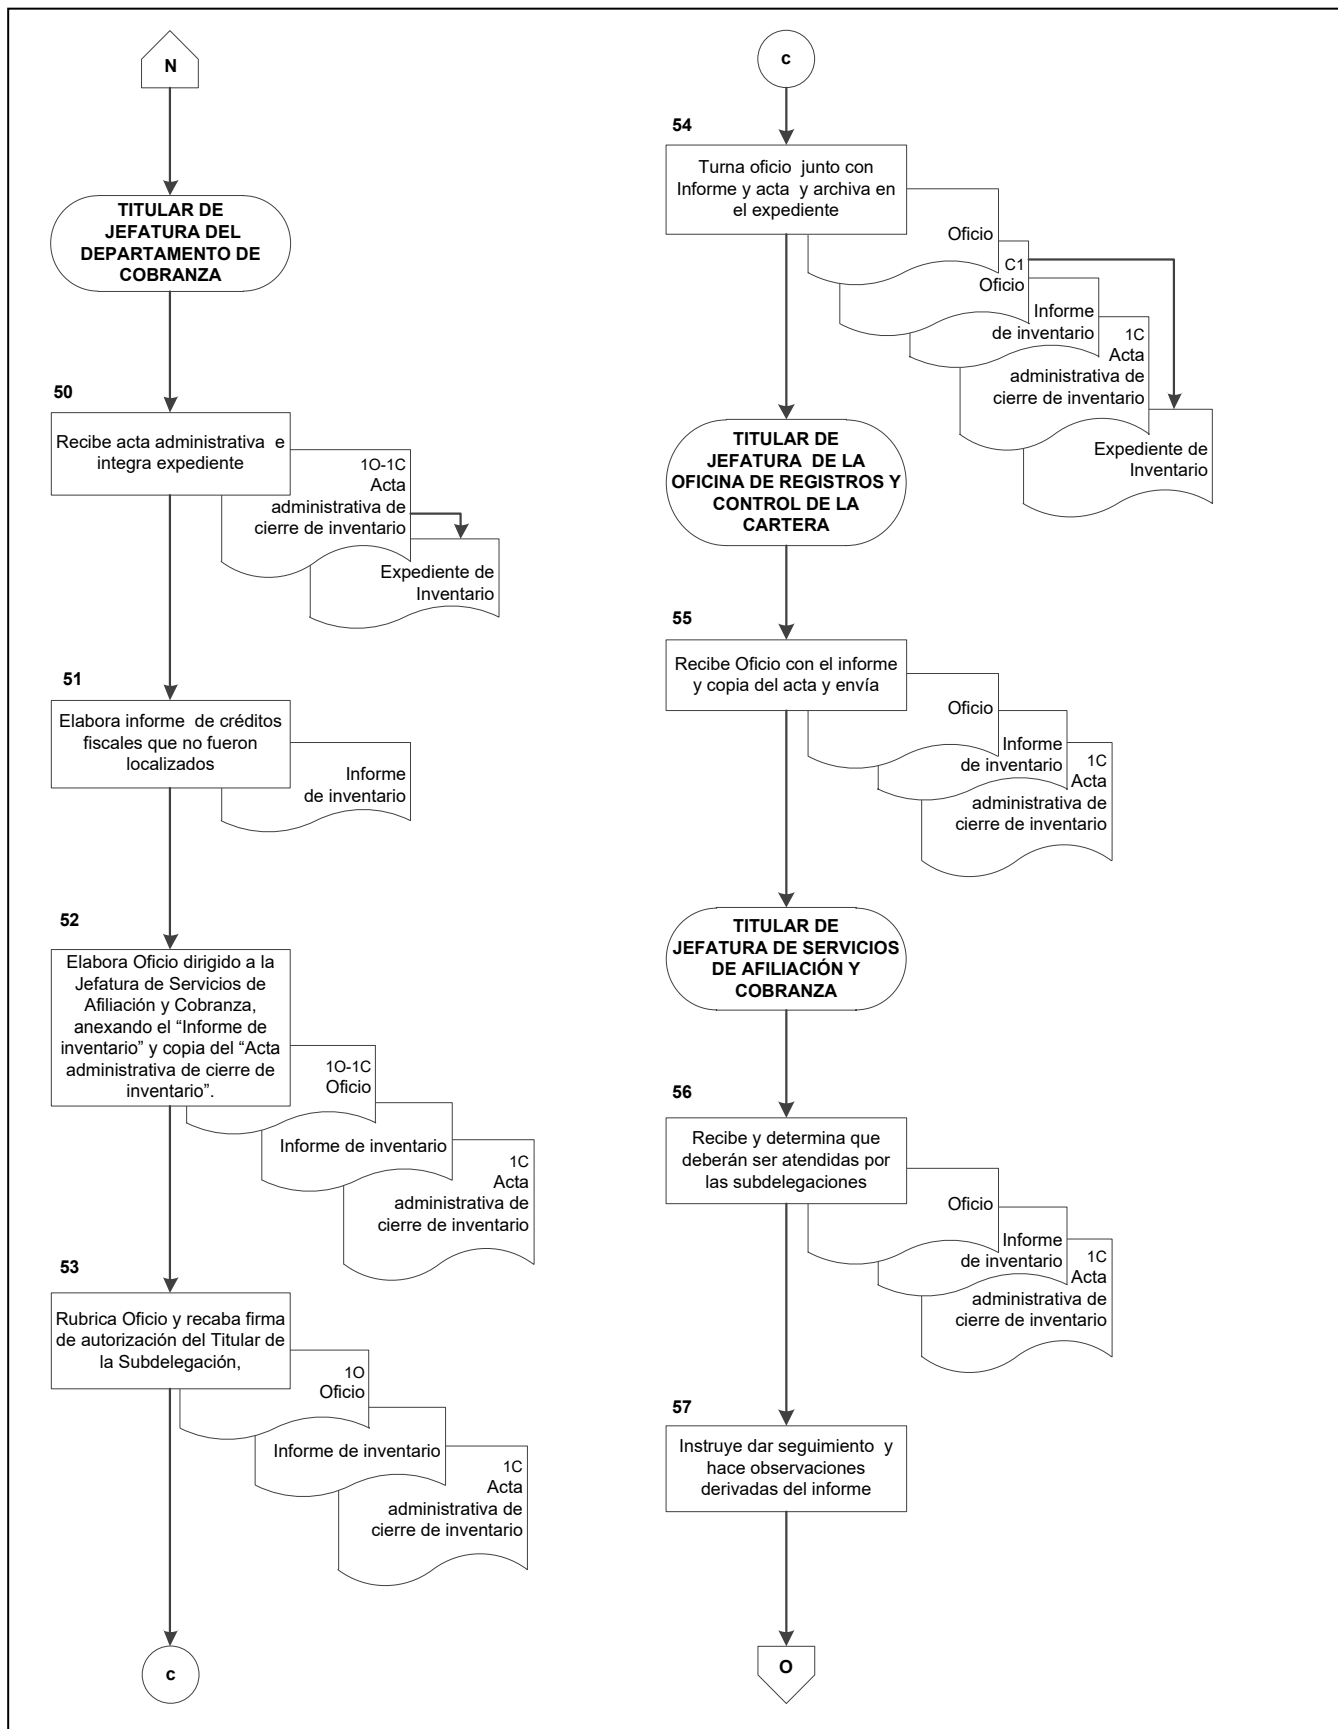 N
TITULAR DE
JEFATURA DEL
DEPARTAMENTO DE
COBRANZA
50
Recibe acta administrativa e
integra expediente
1O-1C
Acta
administrativa de
cierre de inventario
Expediente de
Inventario
51
Elabora informe de créditos
fiscales que no fueron
localizados
Informe
de inventario
52
Elabora Oficio dirigido a la
Jefatura de Servicios de
Afiliación y Cobranza,
anexando el “Informe de
inventario” y copia del “Acta
administrativa de cierre de
inventario”.
1O-1C
Oficio
Informe de inventario
1C
Acta
administrativa de
cierre de inventario
53
Rubrica Oficio y recaba firma
de autorización del Titular de
la Subdelegación,
1O
Oficio
Informe de inventario
1C
Acta
administrativa de
cierre de inventario
c
c
54
Turna oficio junto con
Informe y acta y archiva en
el expediente
Oficio
C1
Oficio
Informe
de inventario
1C
Acta
administrativa de
cierre de inventario
Expediente de
Inventario
TITULAR DE
JEFATURA DE LA
OFICINA DE REGISTROS Y
CONTROL DE LA
CARTERA
55
Recibe Oficio con el informe
y copia del acta y envía
Oficio
Informe
de inventario
1C
Acta
administrativa de
cierre de inventario
TITULAR DE
JEFATURA DE SERVICIOS
DE AFILIACIÓN Y
COBRANZA
56
Recibe y determina que
deberán ser atendidas por
las subdelegaciones
Oficio
Informe
de inventario
1C
Acta
administrativa de
cierre de inventario
57
Instruye dar seguimiento y
hace observaciones
derivadas del informe
O